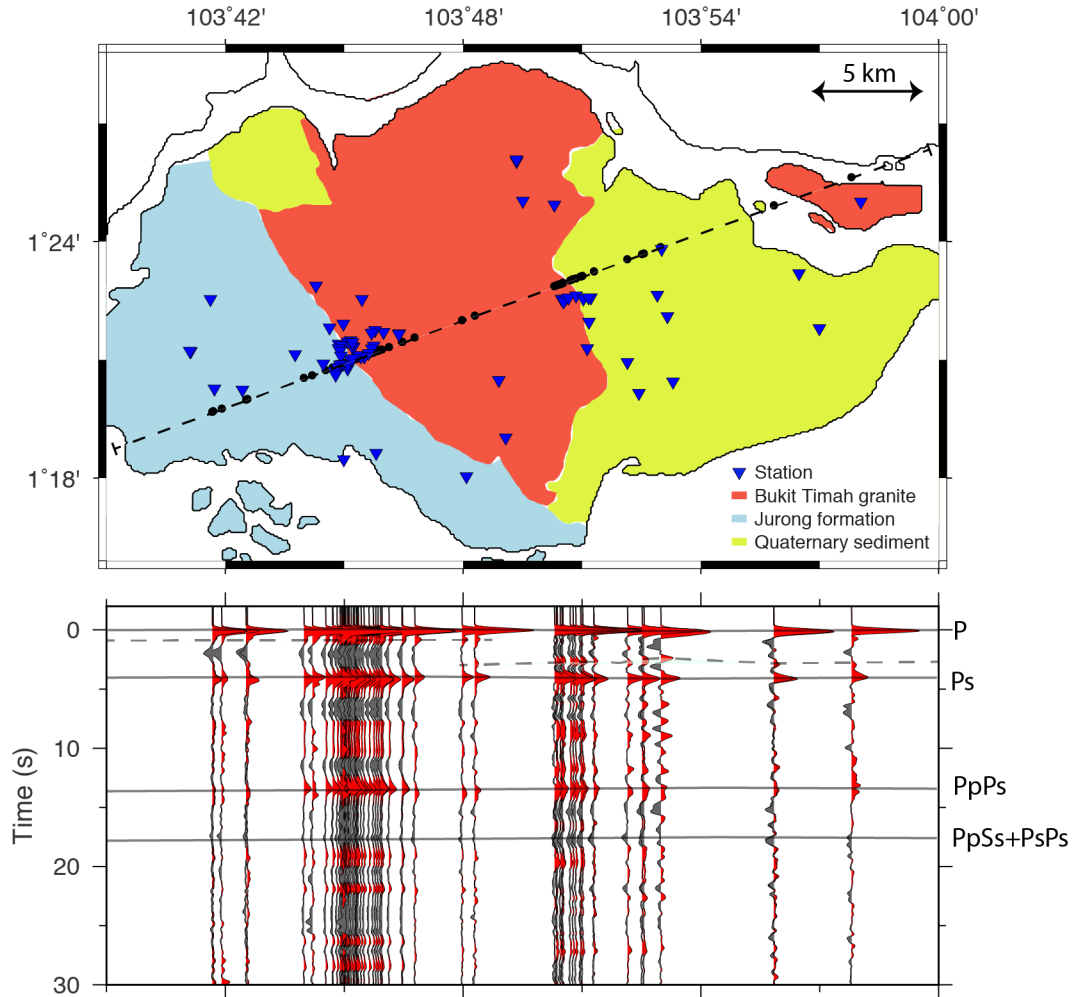 103˚42' 103˚48' 103˚54' 104˚00'
5 km
1˚24'
1˚18'
Station
Bukit Timah granite
Jurong formation
Quaternary sediment
0 P
Ps
10
PpPs
PpSs+PsPs
20
30
Time (s)